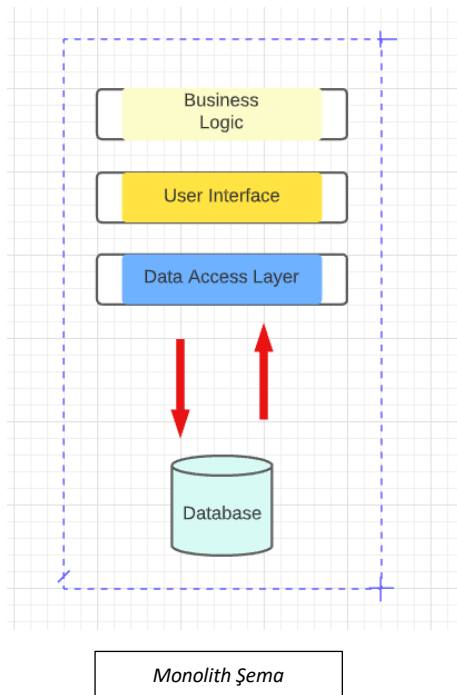 Business
Logic
User Interface
Data Access Layer
Database
Monolith Şema